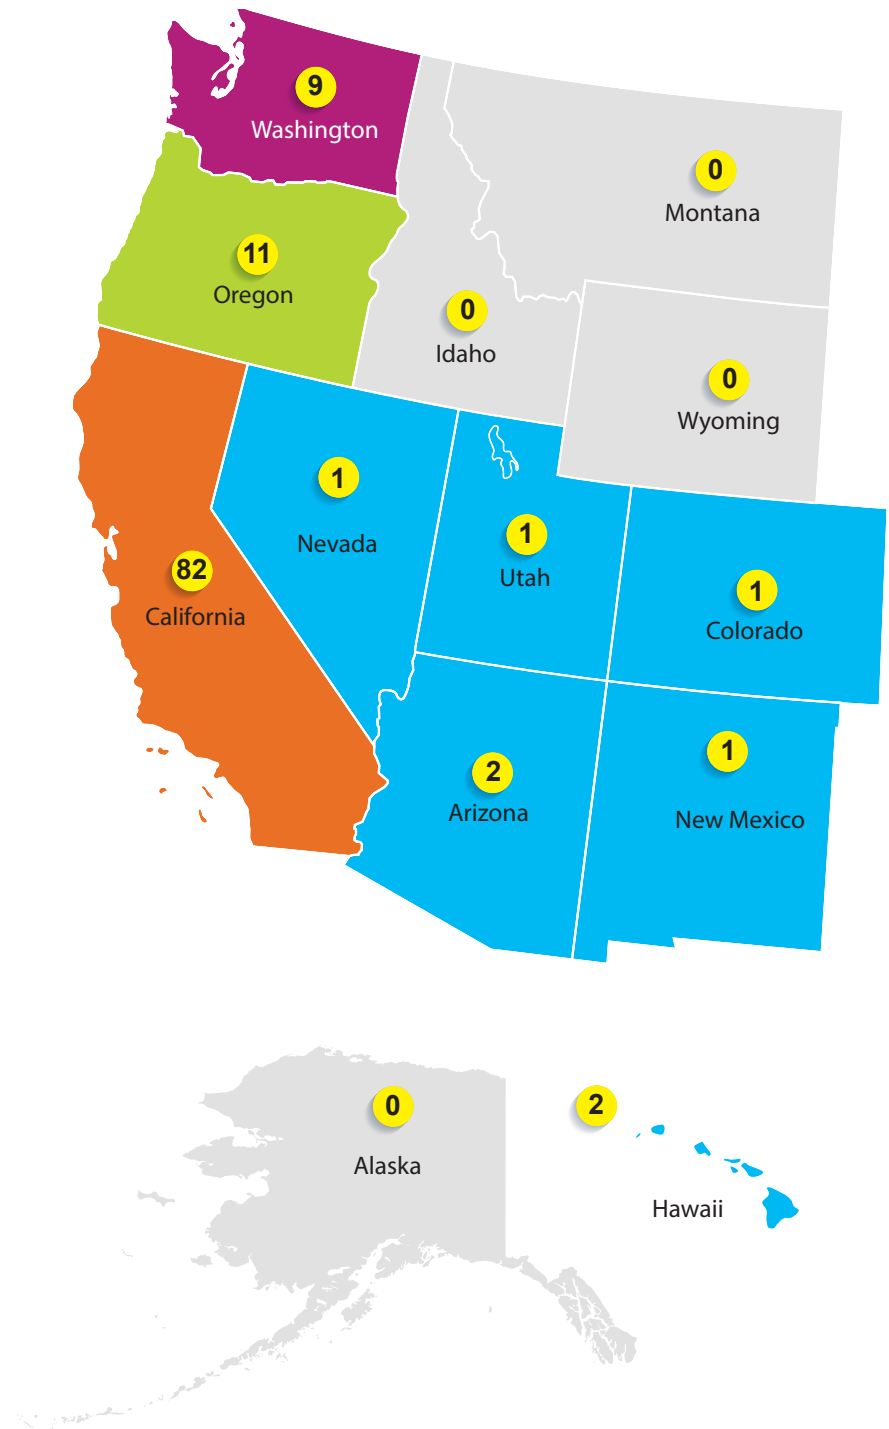 9
Washington
0
Montana
11
Oregon
0
Idaho
0
Wyoming
1
Nevada
1
Utah
82
California
1
Colorado
2
Arizona
1
New Mexico
0
Alaska
2
Hawaii